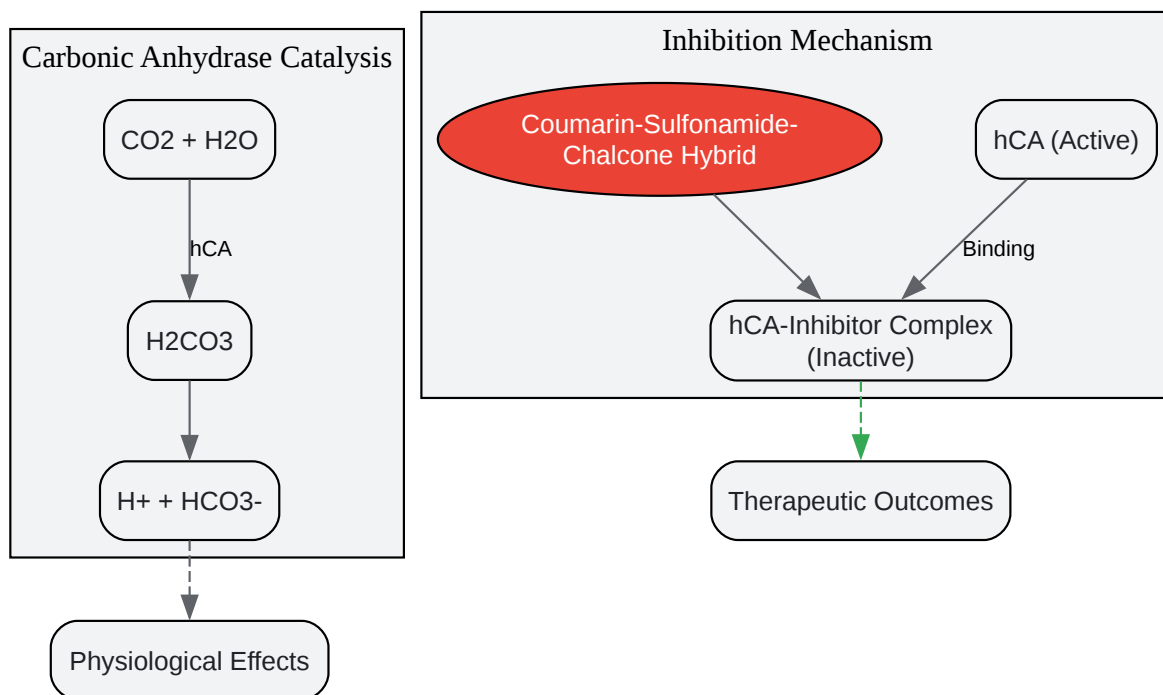 Carbonic Anhydrase Catalysis
CO2 + H2O
hCA
H2CO3
H+ + HCO3-
Physiological Effects
Inhibition Mechanism
Coumarin-Sulfonamide-
Chalcone Hybrid
hCA (Active)
Binding
hCA-Inhibitor Complex
(Inactive)
Therapeutic Outcomes